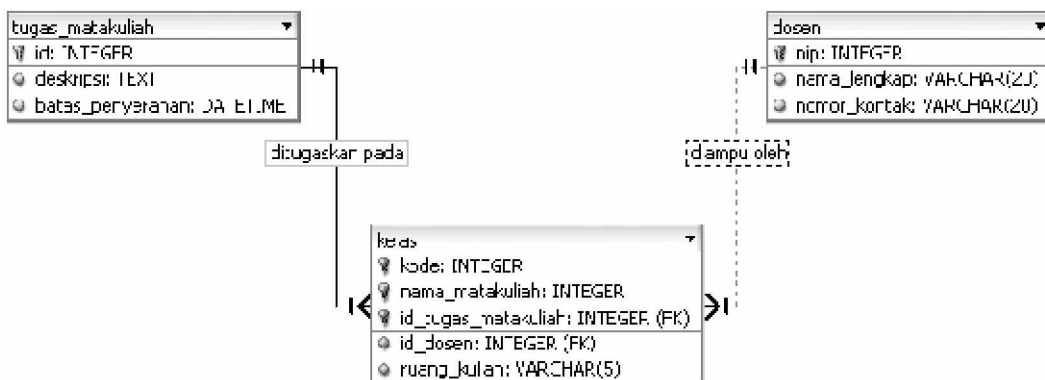 tugas_matakuliah
id: INTEGER
deskripsi: TEXT
batas_penyerahan: DATETIME
ditugaskan pada
dosen
nip: INTEGER
nama_lengkap: VARCHAR(20)
nomor_kontak: VARCHAR(20)
diampu oleh
kelas
kode: INTEGER
nama_matakuliah: INTEGER
id_tugas_matakuliah: INTEGER (FK)
id_dosen: INTEGER (FK)
ruang_kuliah: VARCHAR(5)